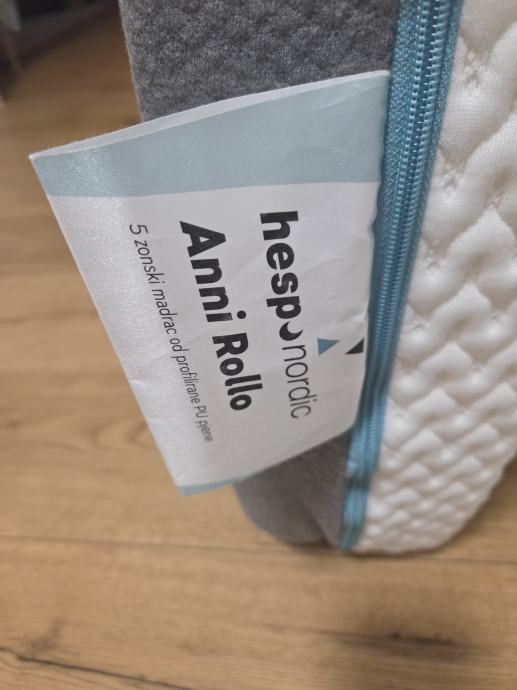 hespo nordic
Anni Rollo
5 zonski madrac od profilirane PU pjene